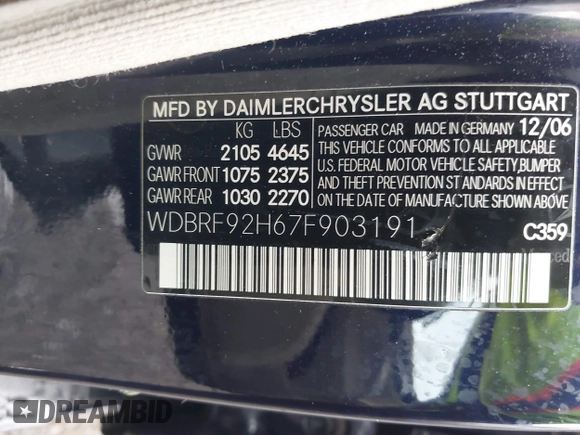 MFD BY DAIMLERCHRYSLER AG STUTTGART
KG LBS
GVWR 2105 4645
GAWR FRONT 1075 2375
GAWR REAR 1030 2270
PASSENGER CAR MADE IN GERMANY 12/06
THIS VEHICLE CONFORMS TO ALL APPLICABLE
U.S. FEDERAL MOTOR VEHICLE SAFETY, BUMPER
AND THEFT PREVENTION STANDARDS IN EFFECT
ON THE DATE OF MANUFACTURE SHOWN ABOVE.
WDBRF92H67F903191
C359
DREAMBID